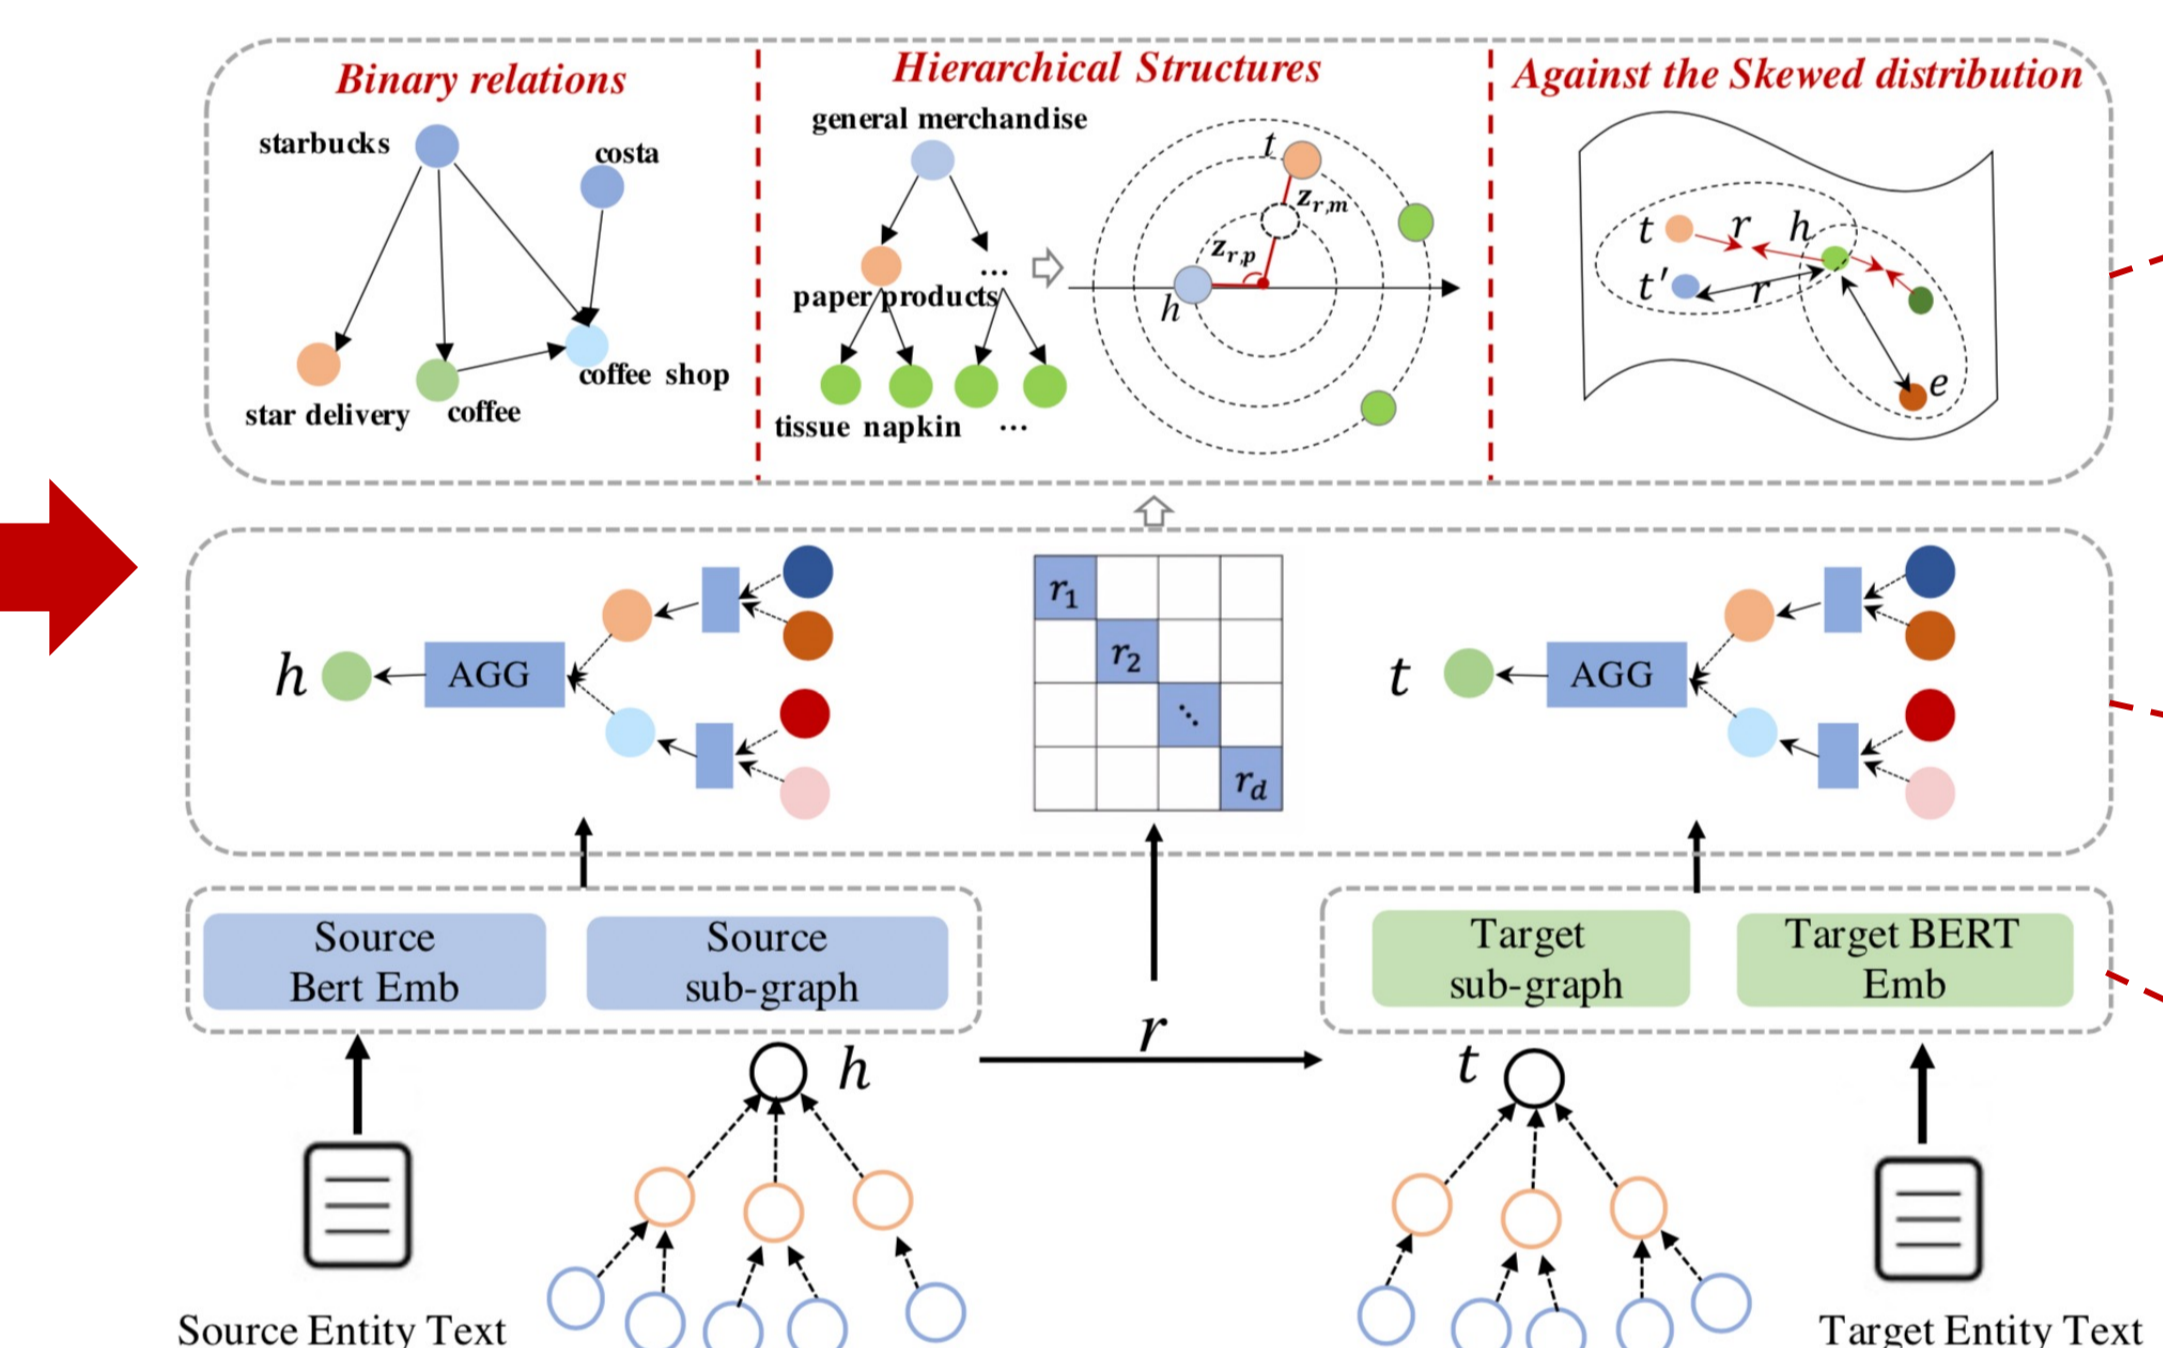 Binary relations
starbucks
costa
coffee shop
star delivery
coffee
Hierarchical Structures
general merchandise
...
paper products
tissue napkin ...
t
z_{r,m}
z_{r,p}
h
Against the Skewed distribution
t r h
t' r
e
h AGG
r_1
r_2
⋱
r_d
t AGG
Source
Bert Emb
Source
sub-graph
Target
sub-graph
Target BERT
Emb
h
r
t
Source Entity Text
Target Entity Text